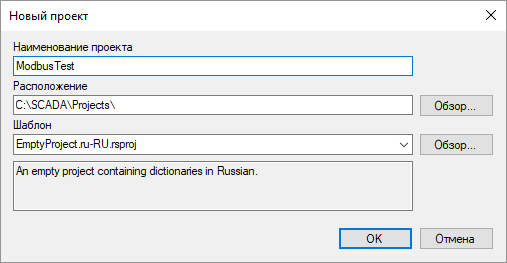 Новый проект
Наименование проекта
ModbusTest
Расположение
C:\SCADA\Projects\
Обзор...
Шаблон
EmptyProject.ru-RU.rsproj
Обзор...
An empty project containing dictionaries in Russian.
OK
Отмена